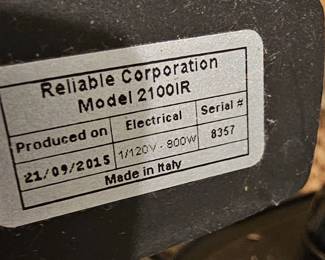 Reliable Corporation
Model 2100IR
Produced on Electrical Serial #
21/09/2015 1/120V - 800W 8357
Made in Italy